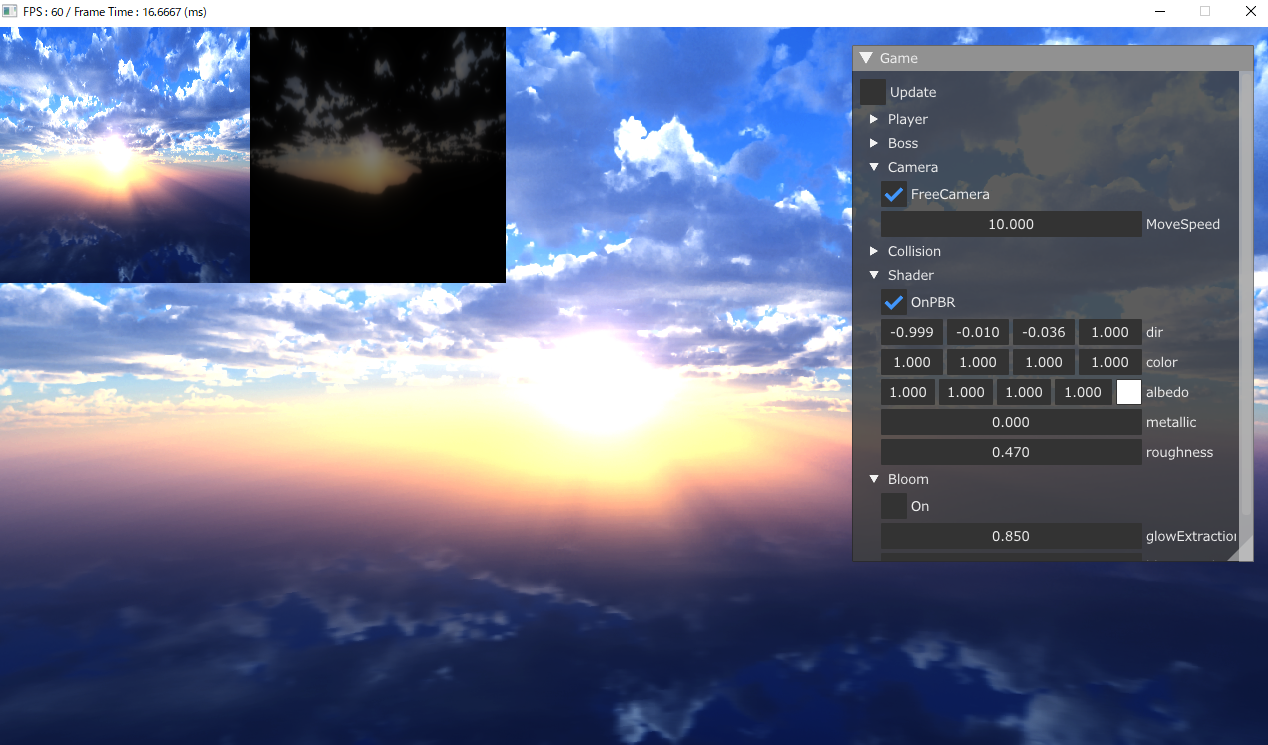 FPS : 60 / Frame Time : 16.6667 (ms)
Game
Update
Player
Boss
Camera
FreeCamera
10.000 MoveSpeed
Collision
Shader
OnPBR
-0.999 -0.010 -0.036 1.000 dir
1.000 1.000 1.000 1.000 color
1.000 1.000 1.000 1.000 albedo
0.000 metallic
0.470 roughness
Bloom
On
0.850 glowExtraction